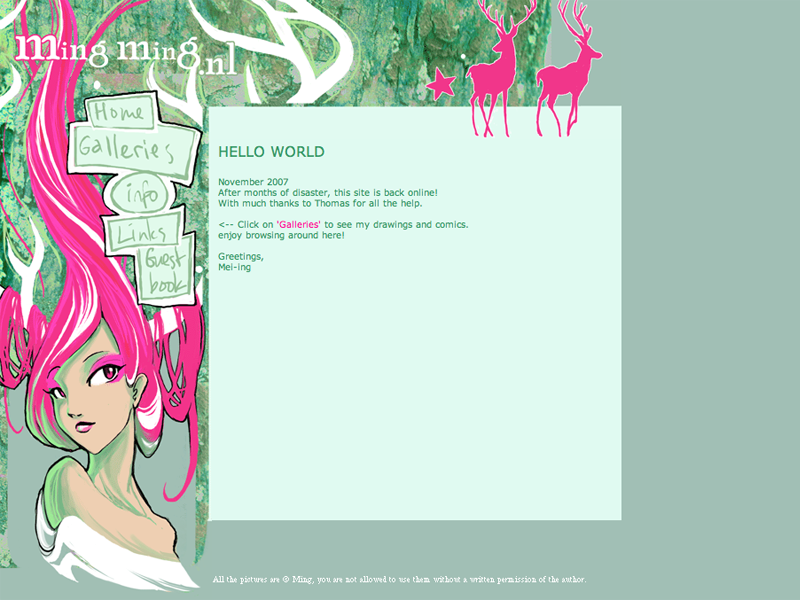 ming ming.nl
Home
Galleries
info
Links
Guest
book
HELLO WORLD
November 2007
After months of disaster, this site is back online!
With much thanks to Thomas for all the help.
<-- Click on 'Galleries' to see my drawings and comics.
enjoy browsing around here!
Greetings,
Mei-ing
All the pictures are © Ming, you are not allowed to use them without a written permission of the author.